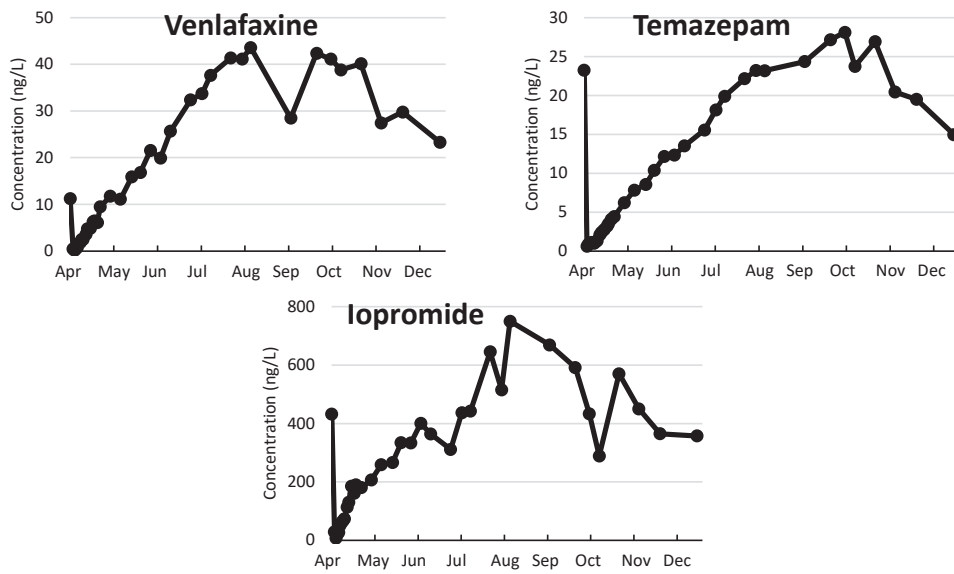 Venlafaxine
Concentration (ng/L)
50
40
30
20
10
0
Apr May Jun Jul Aug Sep Oct Nov Dec
Temazepam
Concentration (ng/L)
30
25
20
15
10
5
0
Apr May Jun Jul Aug Sep Oct Nov Dec
Iopromide
Concentration (ng/L)
800
600
400
200
0
Apr May Jun Jul Aug Sep Oct Nov Dec